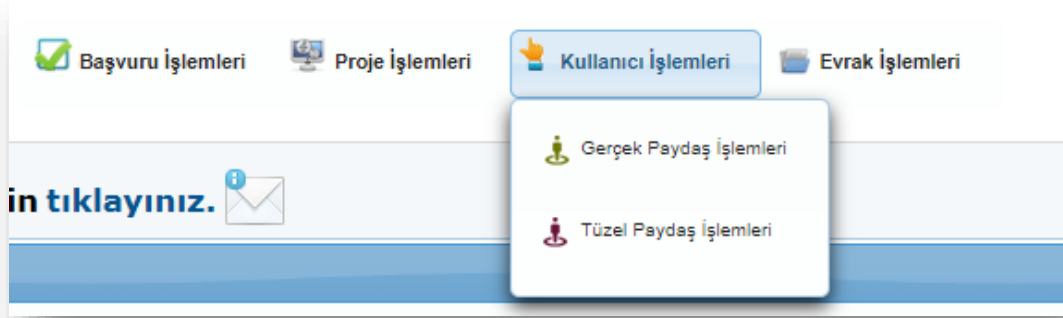 Başvuru İşlemleri
Proje İşlemleri
Kullanıcı İşlemleri
Evrak İşlemleri
Gerçek Paydaş İşlemleri
in tıklayınız.
Tüzel Paydaş İşlemleri